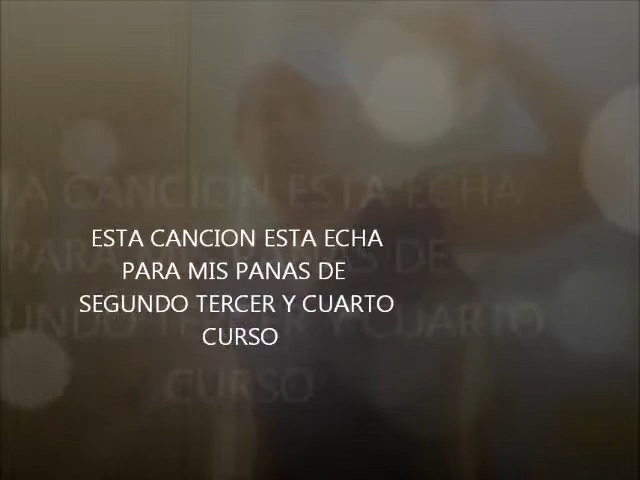 ESTA CANCION ESTA ECHA
PARA MIS PANAS DE
SEGUNDO TERCER Y CUARTO
CURSO